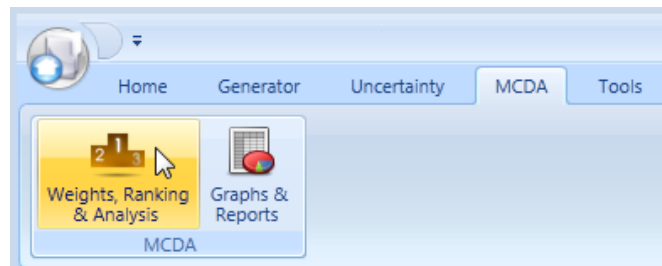 Home Generator Uncertainty MCDA Tools
2 1 3
Weights, Ranking
& Analysis
Graphs &
Reports
MCDA